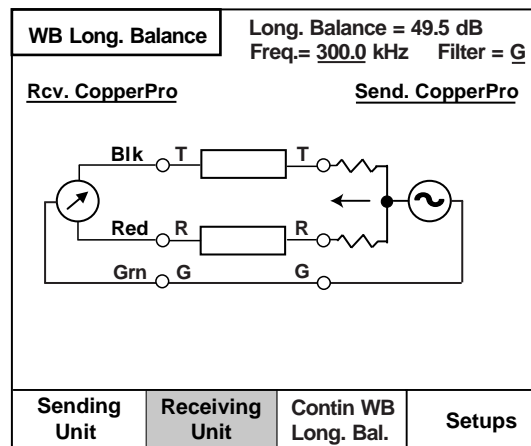 WB Long. Balance
Long. Balance = 49.5 dB
Freq.= 300.0 kHz Filter = G
Rcv. CopperPro
Send. CopperPro
Blk T T
Red R R
Grn G G
Sending Unit
Receiving Unit
Contin WB Long. Bal.
Setups